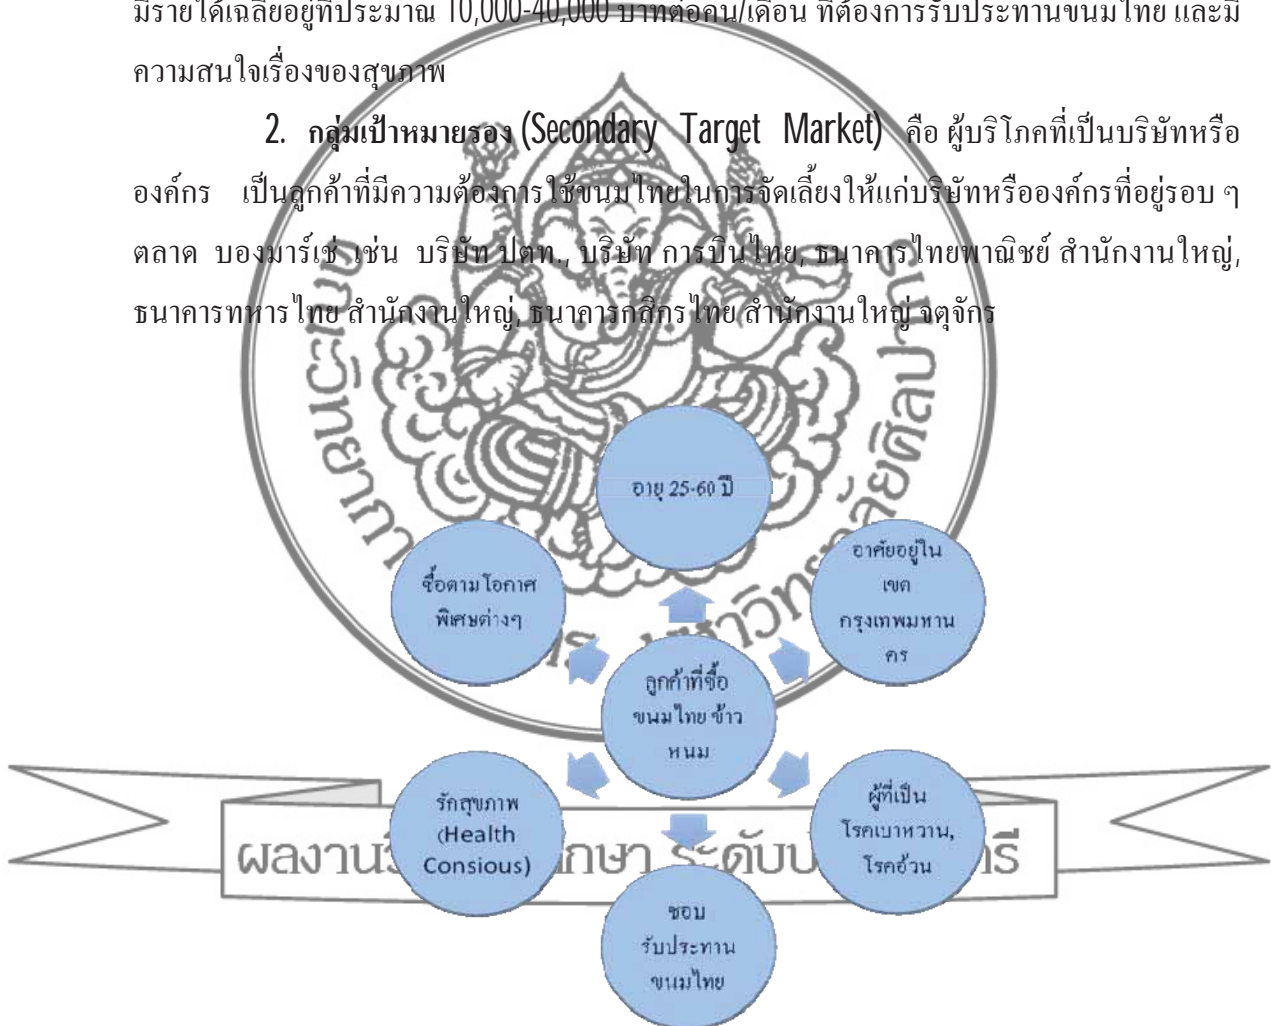 มีรายได้เฉลี่ยอยู่ที่ประมาณ 10,000-40,000 บาทต่อคน/เดือน ที่ต้องการรับประทานขนมไทย และมี
ความสนใจเรื่องของสุขภาพ
2. กลุ่มเป้าหมายรอง (Secondary Target Market) คือ ผู้บริโภคที่เป็นบริษัทหรือ
องค์กร เป็นลูกค้าที่มีความต้องการใช้ขนมไทยในการจัดเลี้ยงให้แก่บริษัทหรือองค์กรที่อยู่รอบ ๆ
ตลาด บองมาร์เช่ เช่น บริษัท ปตท., บริษัท การบินไทย, ธนาคารไทยพาณิชย์ สำนักงานใหญ่,
ธนาคารทหารไทย สำนักงานใหญ่, ธนาคารกสิกรไทย สำนักงานใหญ่ จตุจักร
อายุ 25-60 ปี
ซื้อตามโอกาส
พิเศษต่างๆ
อาศัยอยู่ใน
เขต
กรุงเทพมหาน
คร
ลูกค้าที่ซื้อ
ขนมไทย ข้าว
หนม
รักสุขภาพ
(Health
Consious)
ผู้ที่เป็น
โรคเบาหวาน,
โรคอ้วน
ชอบ
รับประทาน
ขนมไทย